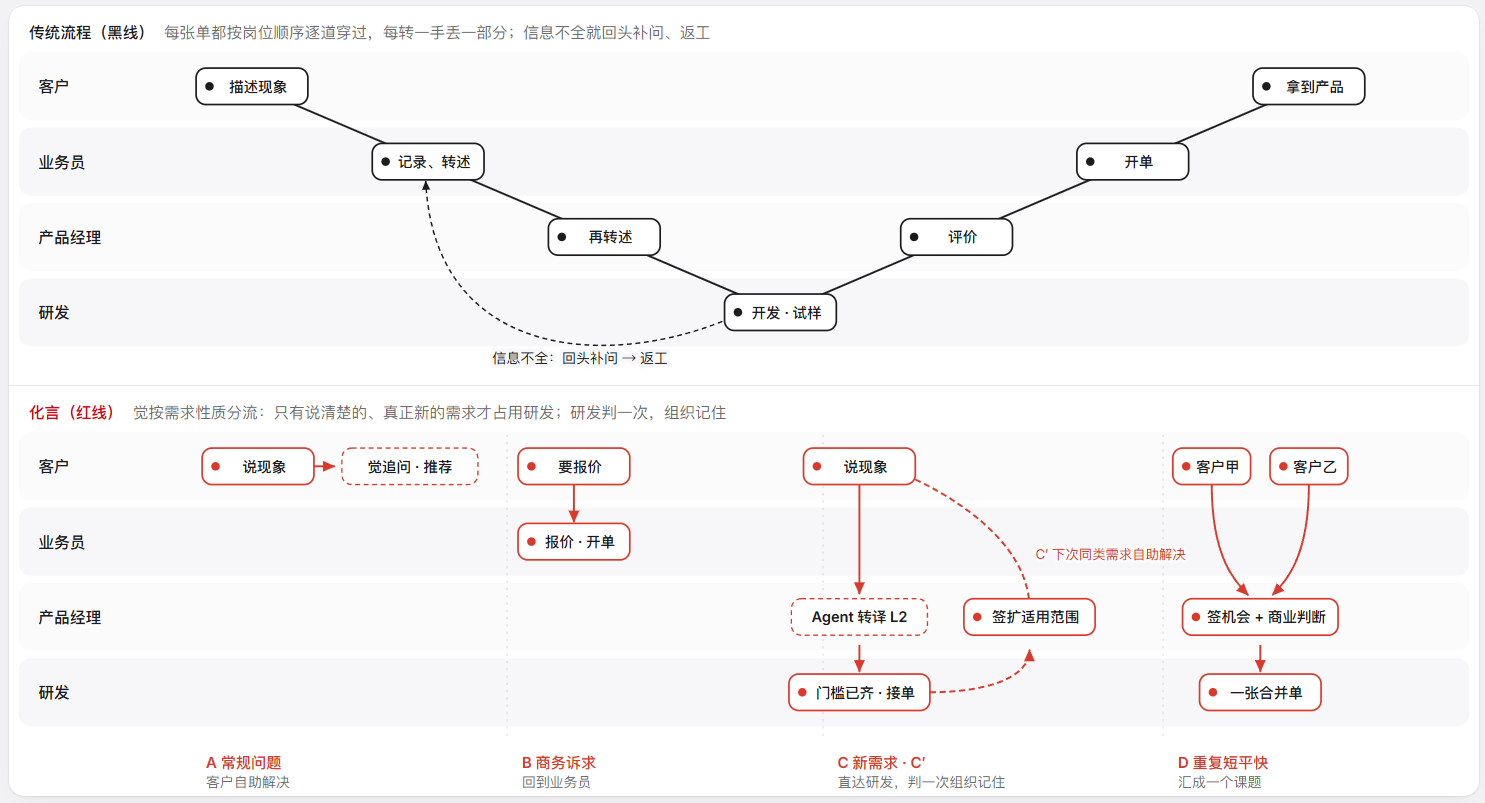 传统流程（黑线） 每张单都按岗位顺序逐道穿过，每转一手丢一部分；信息不全就回头补问、返工
客户
描述现象
拿到产品
业务员
记录、转述
开单
产品经理
再转述
评价
研发
开发 · 试样
信息不全：回头补问 → 返工
化言（红线） 觉按需求性质分流：只有说清楚的、真正新的需求才占用研发；研发判一次，组织记住
客户
说现象
觉追问 · 推荐
要报价
说现象
客户甲
客户乙
业务员
报价 · 开单
C′ 下次同类需求自助解决
产品经理
Agent 转译 L2
签扩适用范围
签机会 + 商业判断
研发
门槛已齐 · 接单
一张合并单
A 常规问题
客户自助解决
B 商务诉求
回到业务员
C 新需求 · C′
直达研发，判一次组织记住
D 重复短平快
汇成一个课题